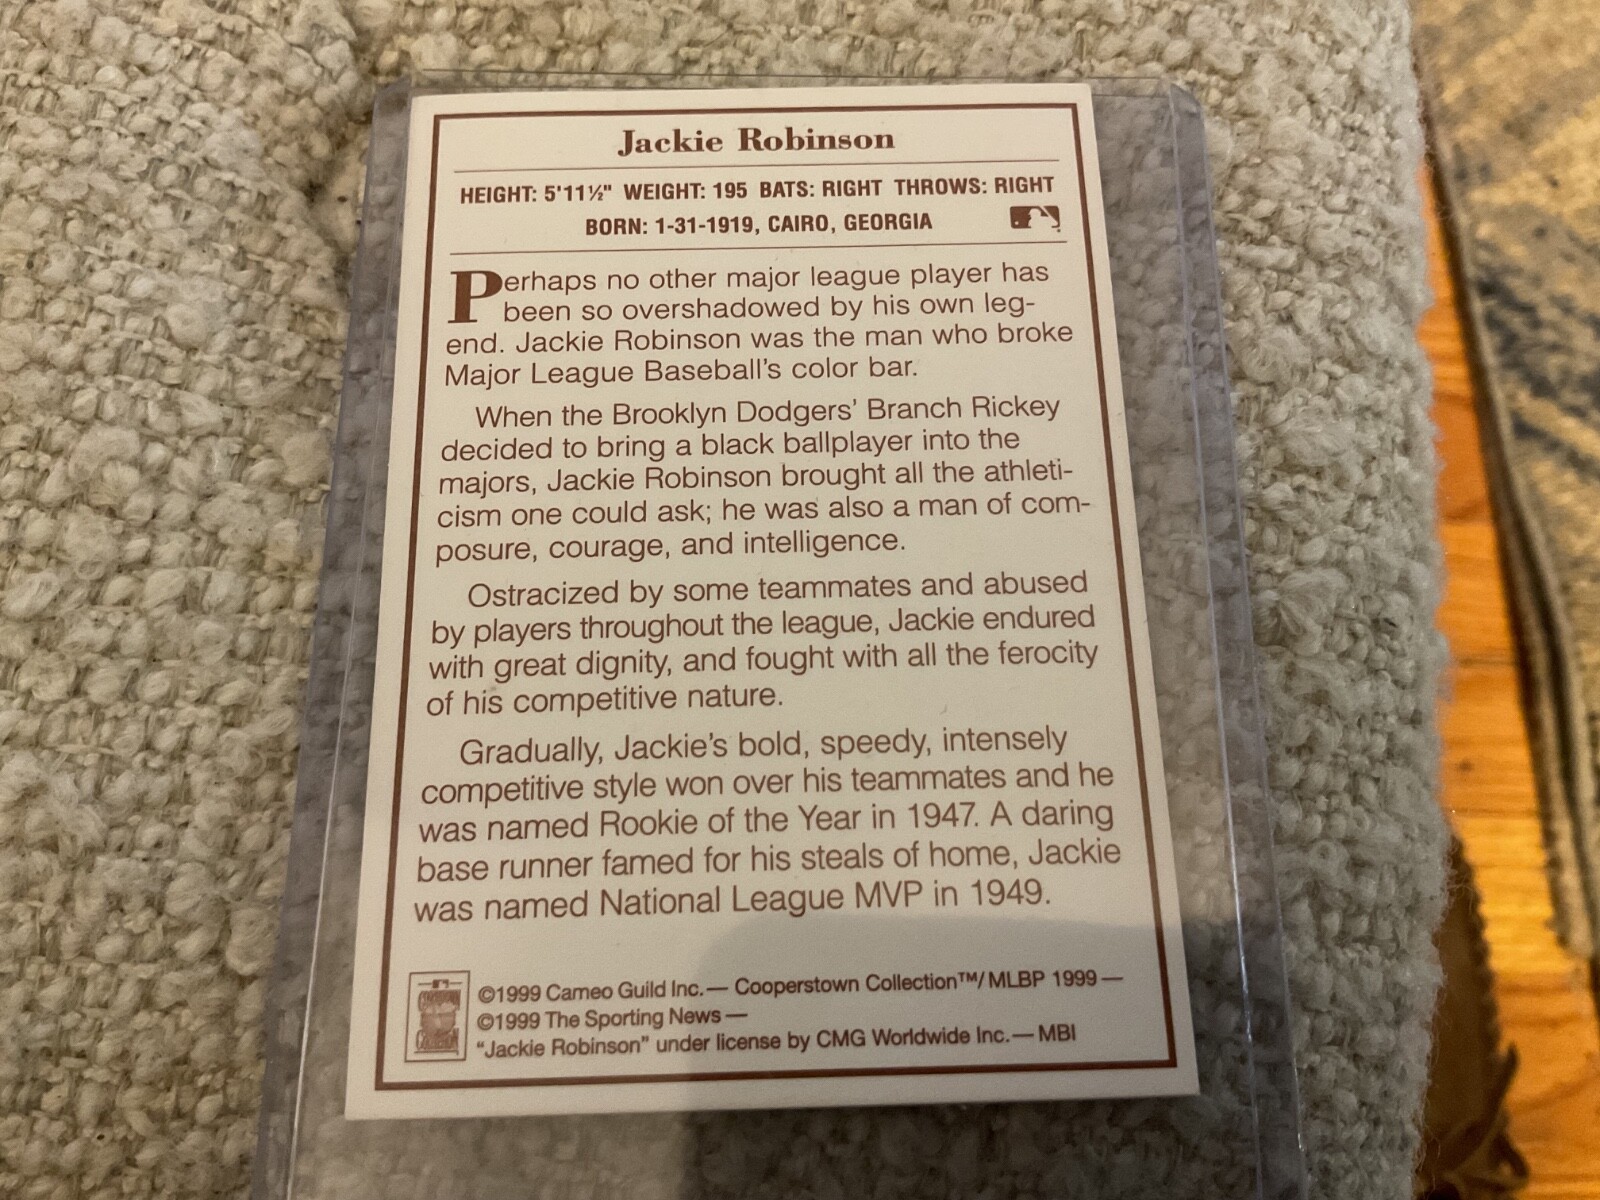 Jackie Robinson
HEIGHT: 5'11½" WEIGHT: 195 BATS: RIGHT THROWS: RIGHT
BORN: 1-31-1919, CAIRO, GEORGIA
Perhaps no other major league player has
been so overshadowed by his own leg-
end. Jackie Robinson was the man who broke
Major League Baseball's color bar.
When the Brooklyn Dodgers' Branch Rickey
decided to bring a black ballplayer into the
majors, Jackie Robinson brought all the athleti-
cism one could ask; he was also a man of com-
posure, courage, and intelligence.
Ostracized by some teammates and abused
by players throughout the league, Jackie endured
with great dignity, and fought with all the ferocity
of his competitive nature.
Gradually, Jackie's bold, speedy, intensely
competitive style won over his teammates and he
was named Rookie of the Year in 1947. A daring
base runner famed for his steals of home, Jackie
was named National League MVP in 1949.
©1999 Cameo Guild Inc.— Cooperstown Collection™/ MLBP 1999 —
©1999 The Sporting News —
"Jackie Robinson" under license by CMG Worldwide Inc.— MBI